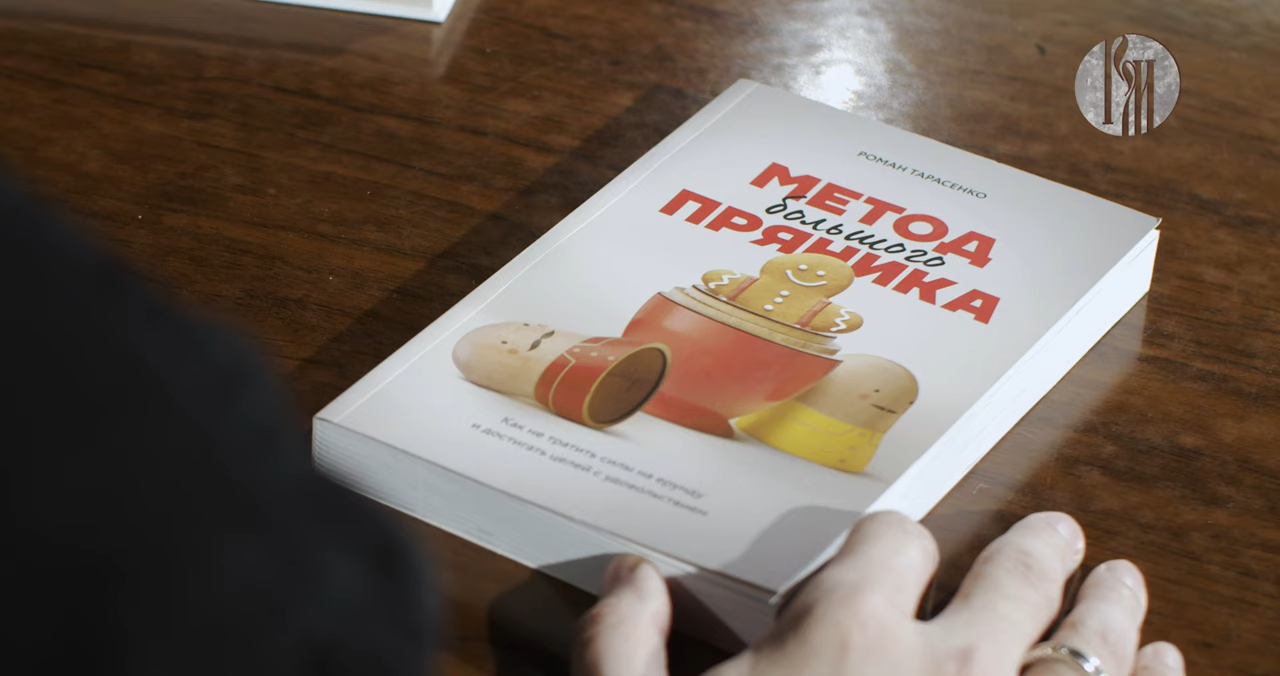 РОМАН ТАРАСЕНКО
МЕТОД
большого
ПРЯНИКА
Как не тратить силы на ерунду
и достигать целей с удовольствием